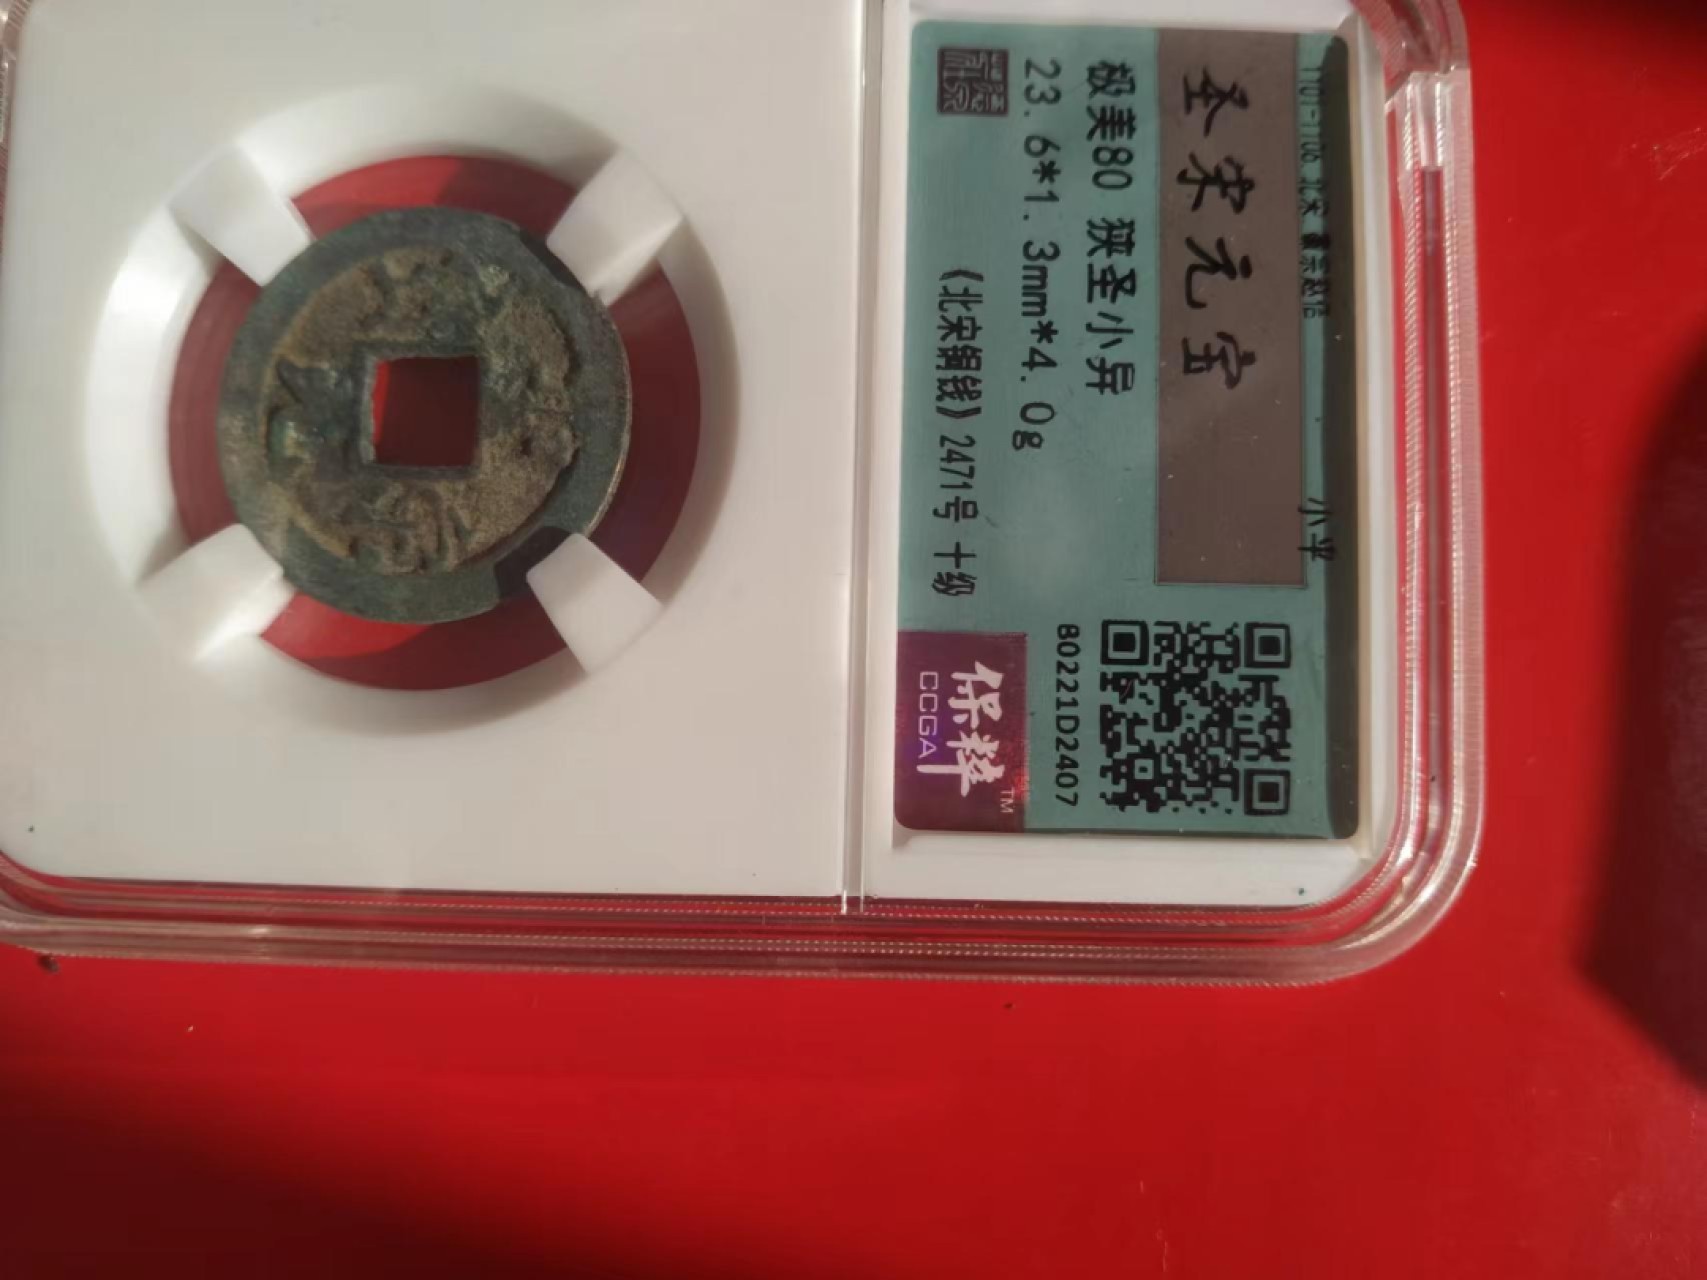 1101-1106 北宋 徽宗赵佶
小平
圣宋元宝
极美80 狭圣小异
23.6*1.3mm*4.0g
《北宋铜钱》2471号 十级
B0221D2407
保粹
CCGA
TM